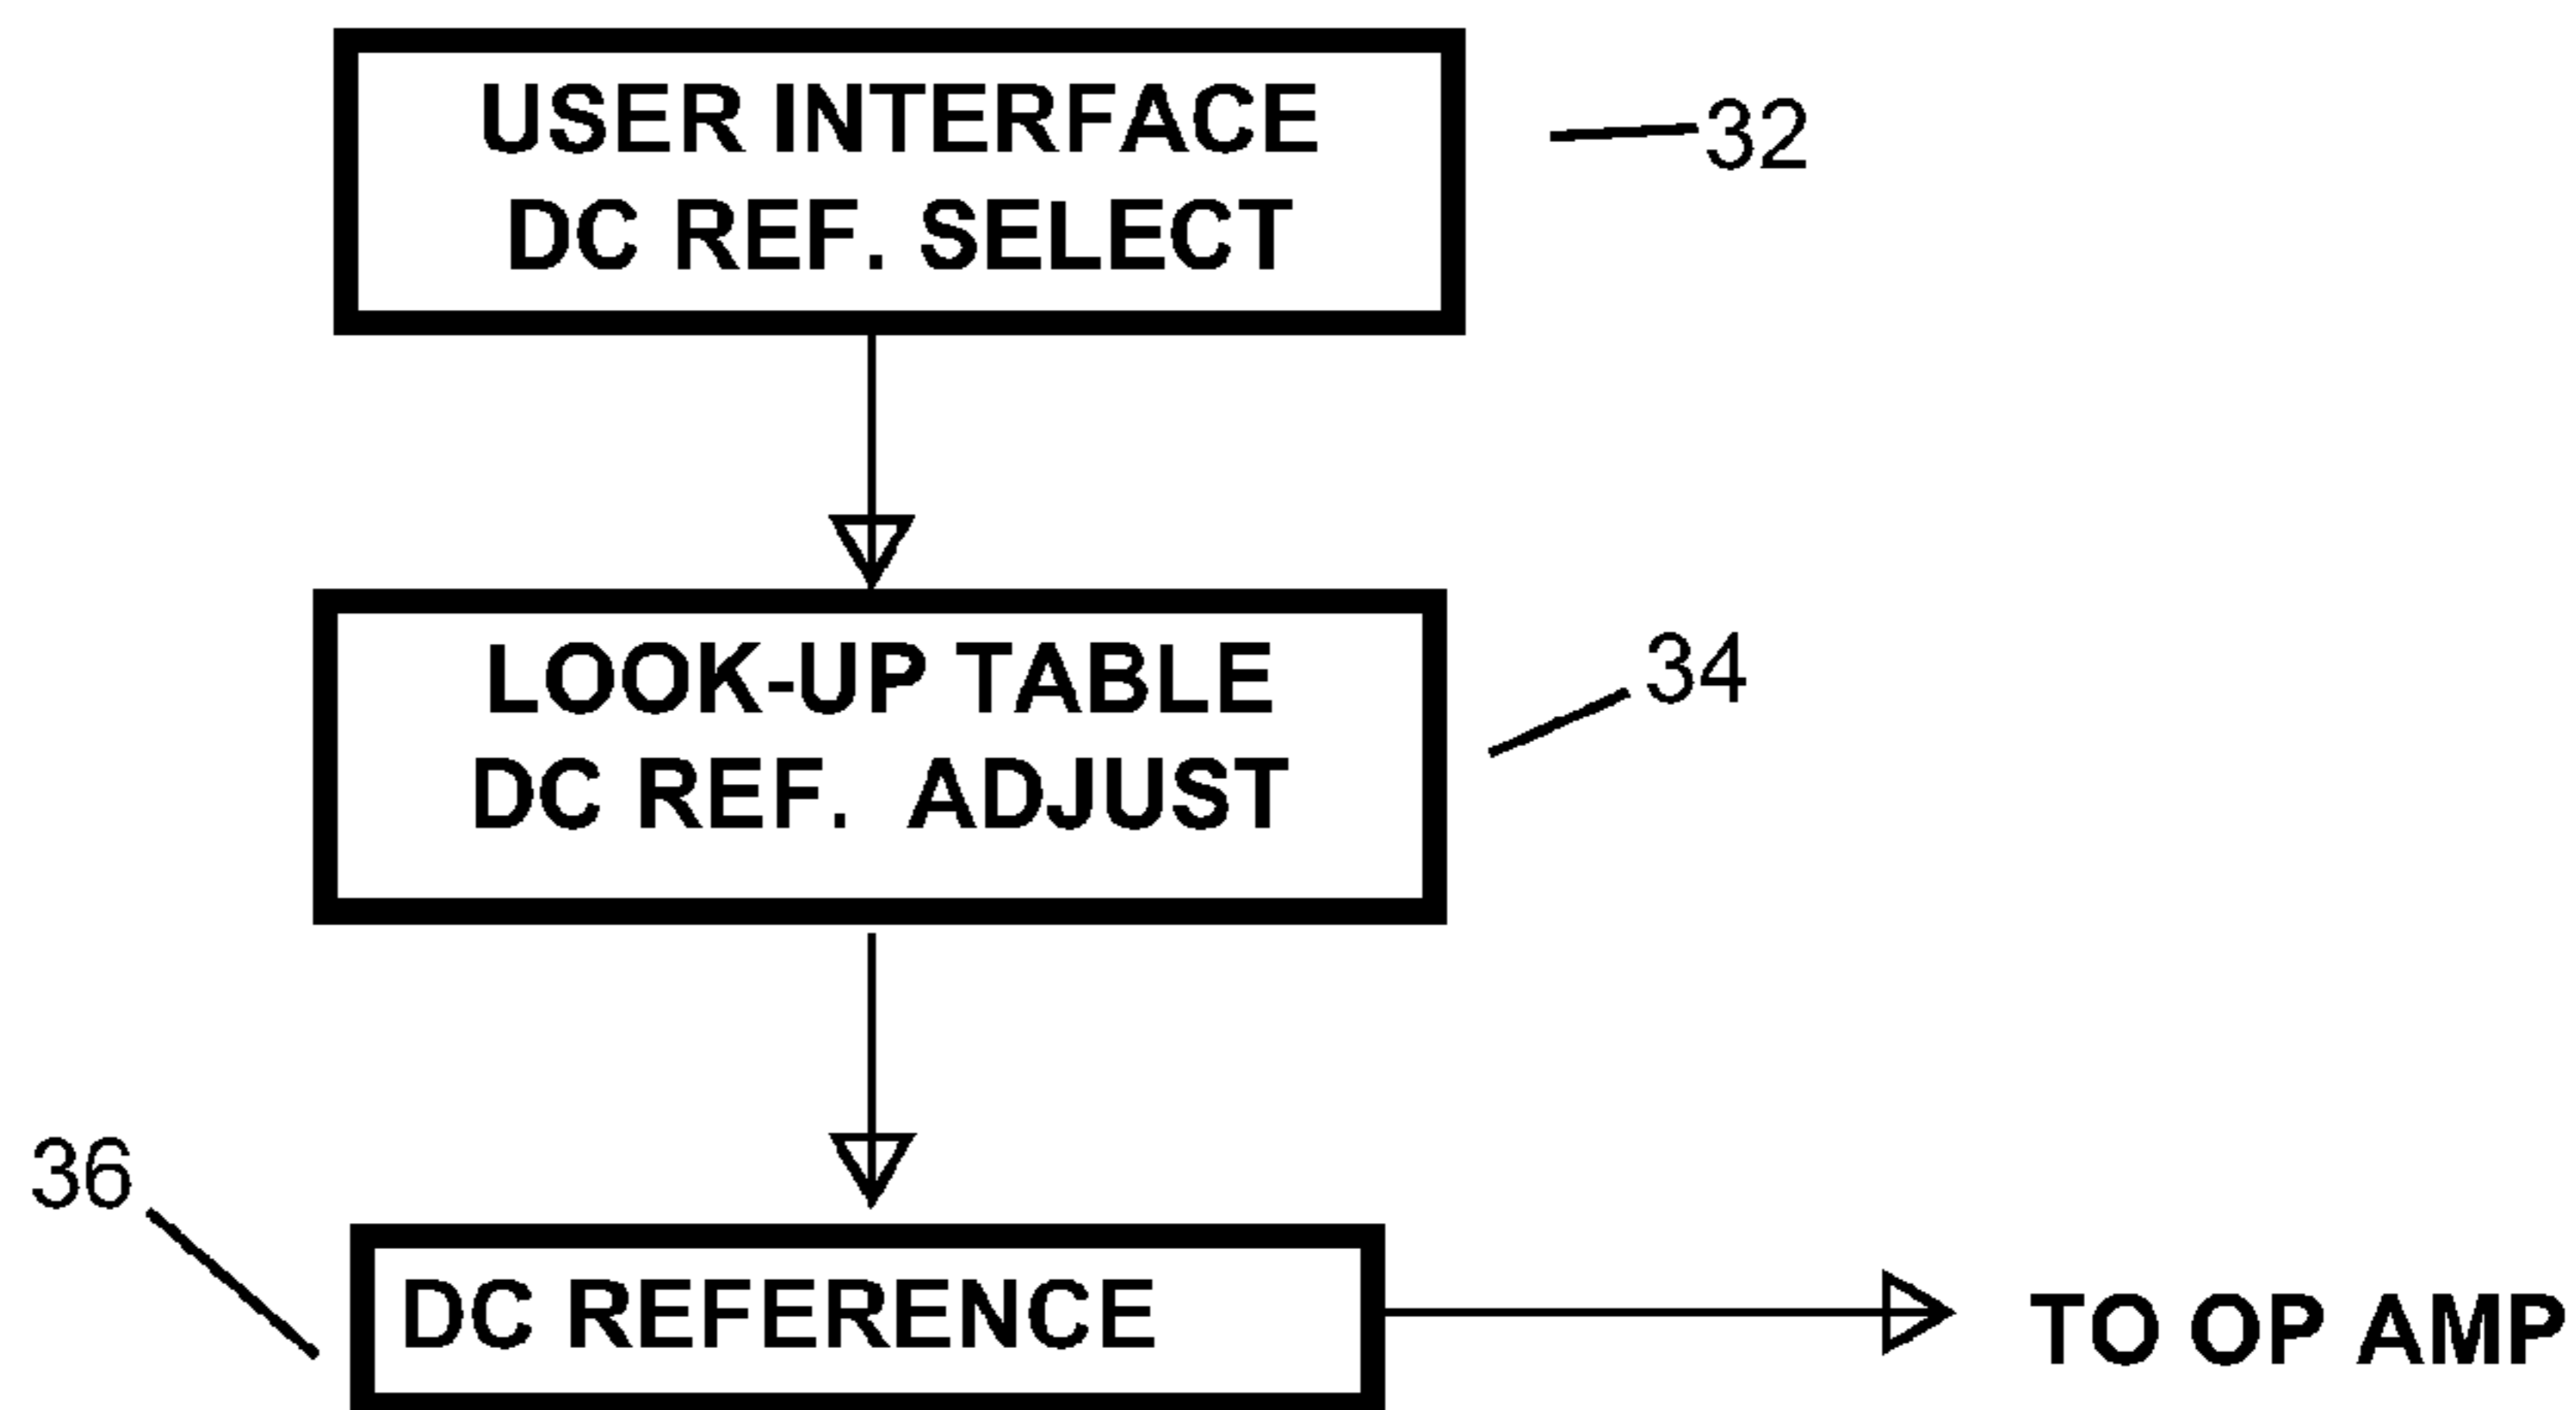 USER INTERFACE
DC REF. SELECT
32
LOOK-UP TABLE
DC REF. ADJUST
34
36
DC REFERENCE
TO OP AMP